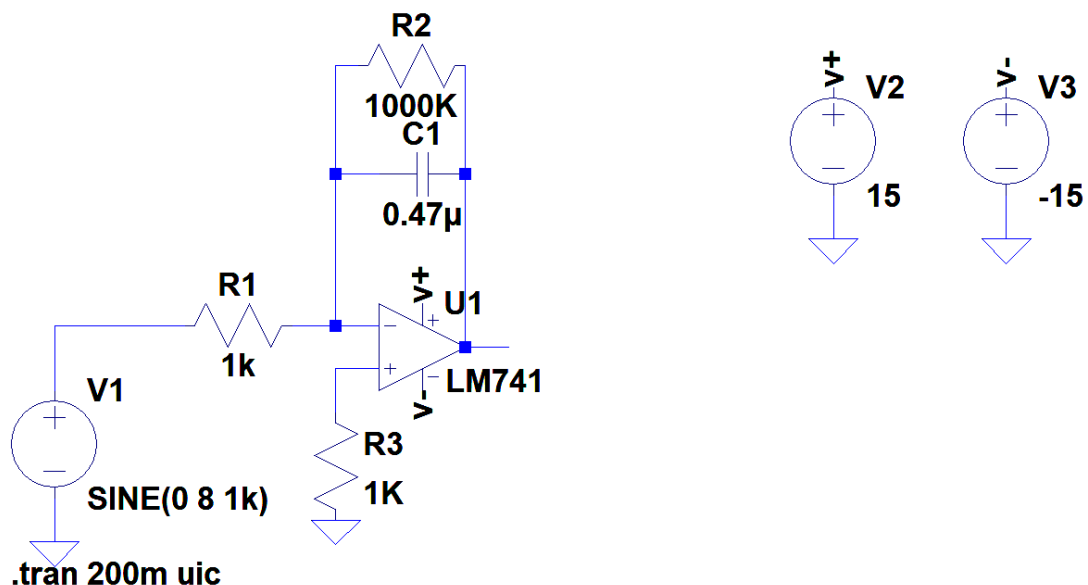 R2
1000K
C1
0.47µ
R1
1k
V+
U1
+
−
+
−
LM741
V-
V1
+
−
SINE(0 8 1k)
R3
1K
.tran 200m uic
V+
V2
+
−
15
V-
V3
+
−
-15